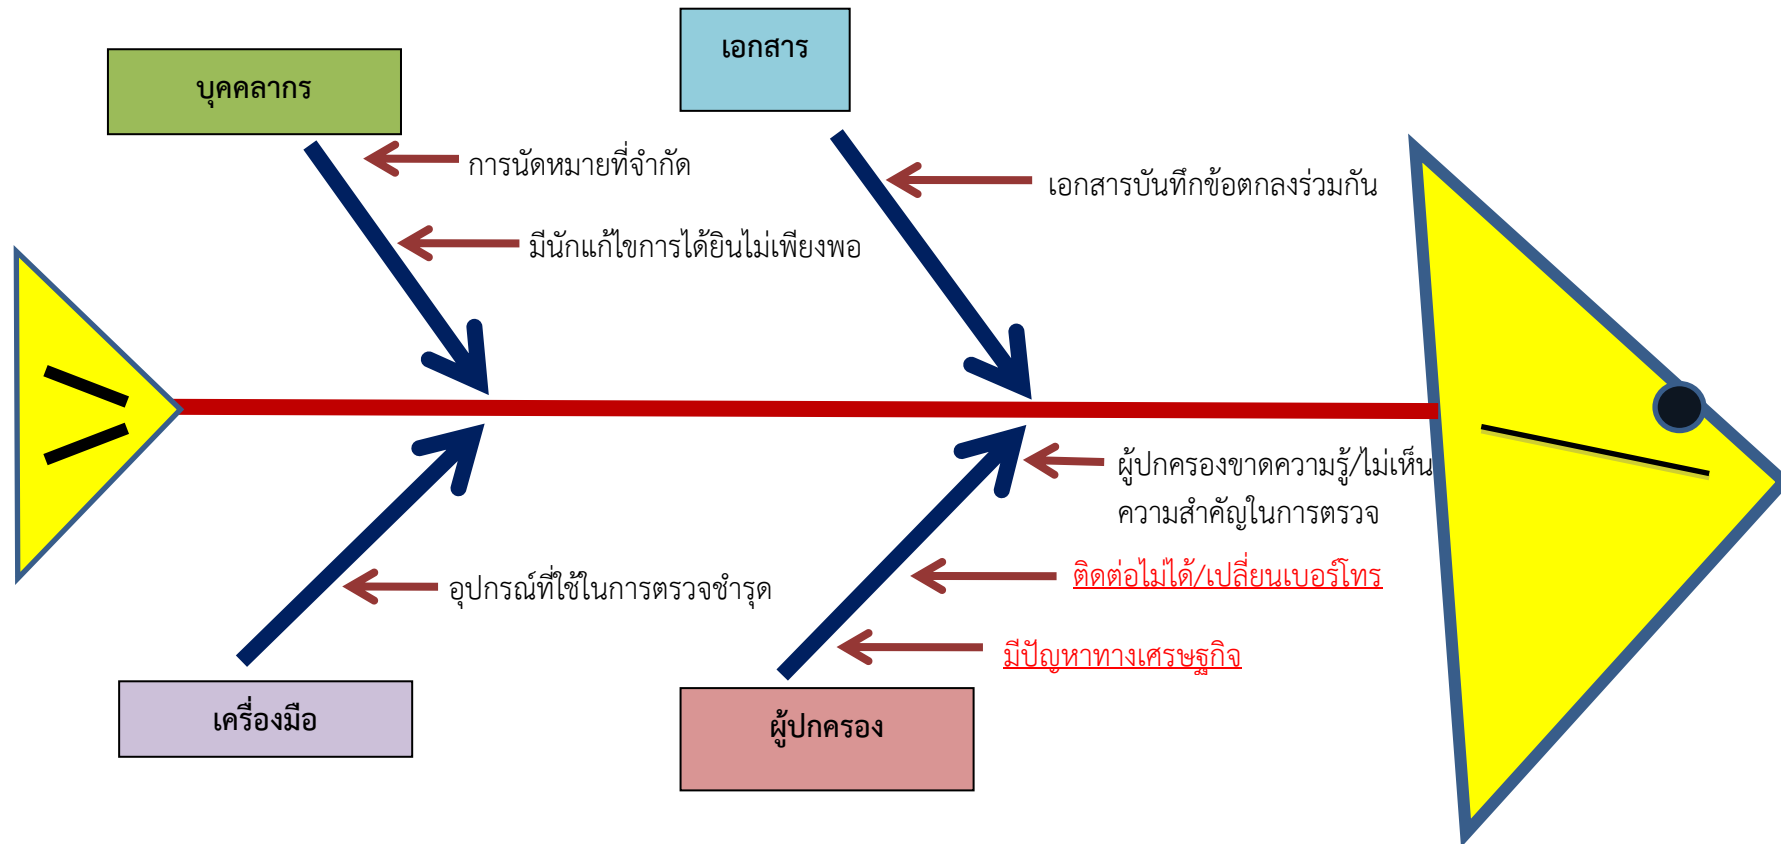 บุคคลากร
เอกสาร
การนัดหมายที่จำกัด
เอกสารบันทึกข้อตกลงร่วมกัน
มีนักแก้ไขการได้ยินไม่เพียงพอ
ผู้ปกครองขาดความรู้/ไม่เห็น
ความสำคัญในการตรวจ
ติดต่อไม่ได้/เปลี่ยนเบอร์โทร
อุปกรณ์ที่ใช้ในการตรวจชำรุด
มีปัญหาทางเศรษฐกิจ
เครื่องมือ
ผู้ปกครอง